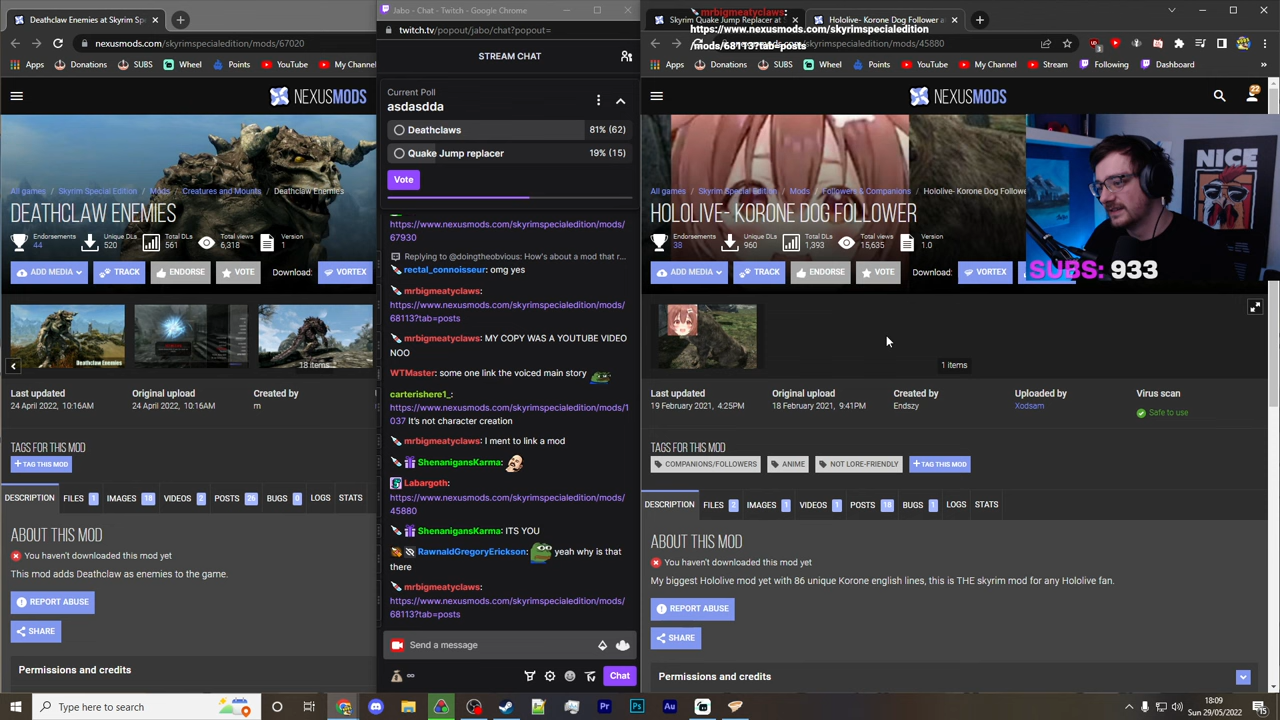 Deathclaw Enemies at Skyrim Sp
nexusmods.com/skyrimspecialedition/mods/67020
Apps
Donations
SUBS
Wheel
Points
YouTube
My Channel
NEXUSMODS
All games
Skyrim Special Edition
Mods
Creatures and Mounts
Deathclaw Enemies
DEATHCLAW ENEMIES
Endorsements
44
Unique DLs
520
Total DLs
561
Total views
6,318
Version
1
ADD MEDIA
TRACK
ENDORSE
VOTE
Download:
VORTEX
Deathclaw Enemies
18 items
Last updated
24 April 2022, 10:16AM
Original upload
24 April 2022, 10:16AM
Created by
m
TAGS FOR THIS MOD
TAG THIS MOD
DESCRIPTION
FILES 1
IMAGES 18
VIDEOS 2
POSTS 26
BUGS 0
LOGS
STATS
ABOUT THIS MOD
You haven't downloaded this mod yet
This mod adds Deathclaw as enemies to the game.
REPORT ABUSE
SHARE
Permissions and credits
Jabo - Chat - Twitch - Google Chrome
twitch.tv/popout/jabo/chat?popout=
STREAM CHAT
Current Poll
asdasdda
Deathclaws 81% (62)
Quake Jump replacer 19% (15)
Vote
https://www.nexusmods.com/skyrimspecialedition/mods/
67930
Replying to @doingtheobvious: How's about a mod that r...
rectal_connoisseur: omg yes
mrbigmeatyclaws:
https://www.nexusmods.com/skyrimspecialedition/mods/
68113?tab=posts
mrbigmeatyclaws: MY COPY WAS A YOUTUBE VIDEO
NOO
WTMaster: some one link the voiced main story
carterishere1_:
https://www.nexusmods.com/skyrimspecialedition/mods/1
037 It's not character creation
mrbigmeatyclaws: I ment to link a mod
ShenanigansKarma:
Labargoth:
https://www.nexusmods.com/skyrimspecialedition/mods/
45880
ShenanigansKarma: ITS YOU
RawnaldGregoryErickson: yeah why is that
there
mrbigmeatyclaws:
https://www.nexusmods.com/skyrimspecialedition/mods/
68113?tab=posts
Send a message
Chat
Skyrim Quake Jump Replacer at
Hololive- Korone Dog Follower a
mrbigmeatyclaws:
https://www.nexusmods.com/skyrimspecialedition
/mods/68113?tab=posts
/mods/45880
Apps
Donations
SUBS
Wheel
Points
YouTube
My Channel
Stream
Followers
Dashboard
NEXUSMODS
22
All games
Skyrim Special Edition
Mods
Followers & Companions
Hololive- Korone Dog Followe
HOLOLIVE- KORONE DOG FOLLOWER
Endorsements
38
Unique DLs
960
Total DLs
1,393
Total views
15,635
Version
1.0
ADD MEDIA
TRACK
ENDORSE
VOTE
Download:
VORTEX
NICE
SUBS: 933
1 items
Last updated
19 February 2021, 4:25PM
Original upload
18 February 2021, 9:41PM
Created by
Endszy
Uploaded by
Xodsam
Virus scan
Safe to use
TAGS FOR THIS MOD
COMPANIONS/FOLLOWERS
ANIME
NOT LORE-FRIENDLY
TAG THIS MOD
DESCRIPTION
FILES 2
IMAGES 1
VIDEOS 1
POSTS 18
BUGS 1
LOGS
STATS
ABOUT THIS MOD
You haven't downloaded this mod yet
My biggest Hololive mod yet with 86 unique Korone english lines, this is THE skyrim mod for any Hololive fan.
REPORT ABUSE
SHARE
Permissions and credits
Type here to search
Pr
Ps
Au
18:09
Sun 29/05/2022